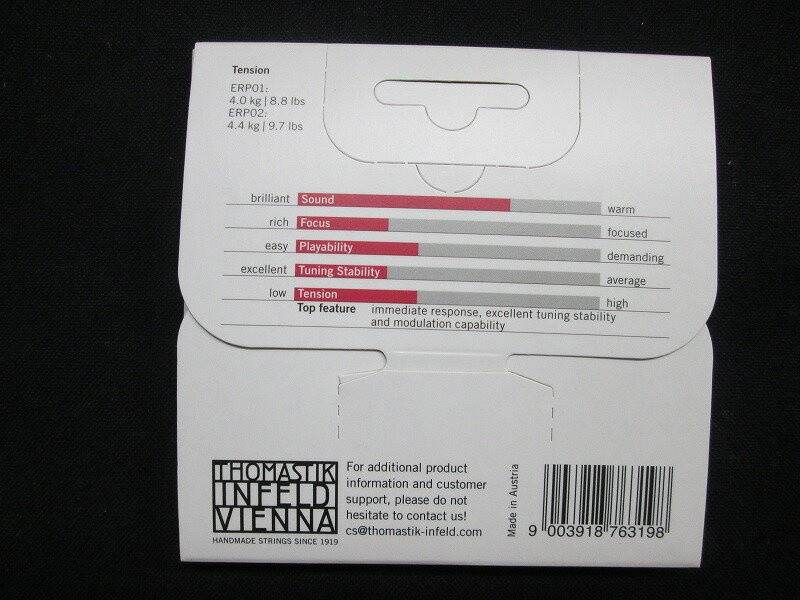 Tension
ERP01:
4.0 kg | 8.8 lbs
ERP02:
4.4 kg | 9.7 lbs
brilliant Sound warm
rich Focus focused
easy Playability demanding
excellent Tuning Stability average
low Tension high
Top feature immediate response, excellent tuning stability
and modulation capability
THOMASTIK
INFELD
VIENNA
HANDMADE STRINGS SINCE 1919
For additional product
information and customer
support, please do not
hesitate to contact us!
cs@thomastik-infeld.com
Made in Austria
9 003918 763198